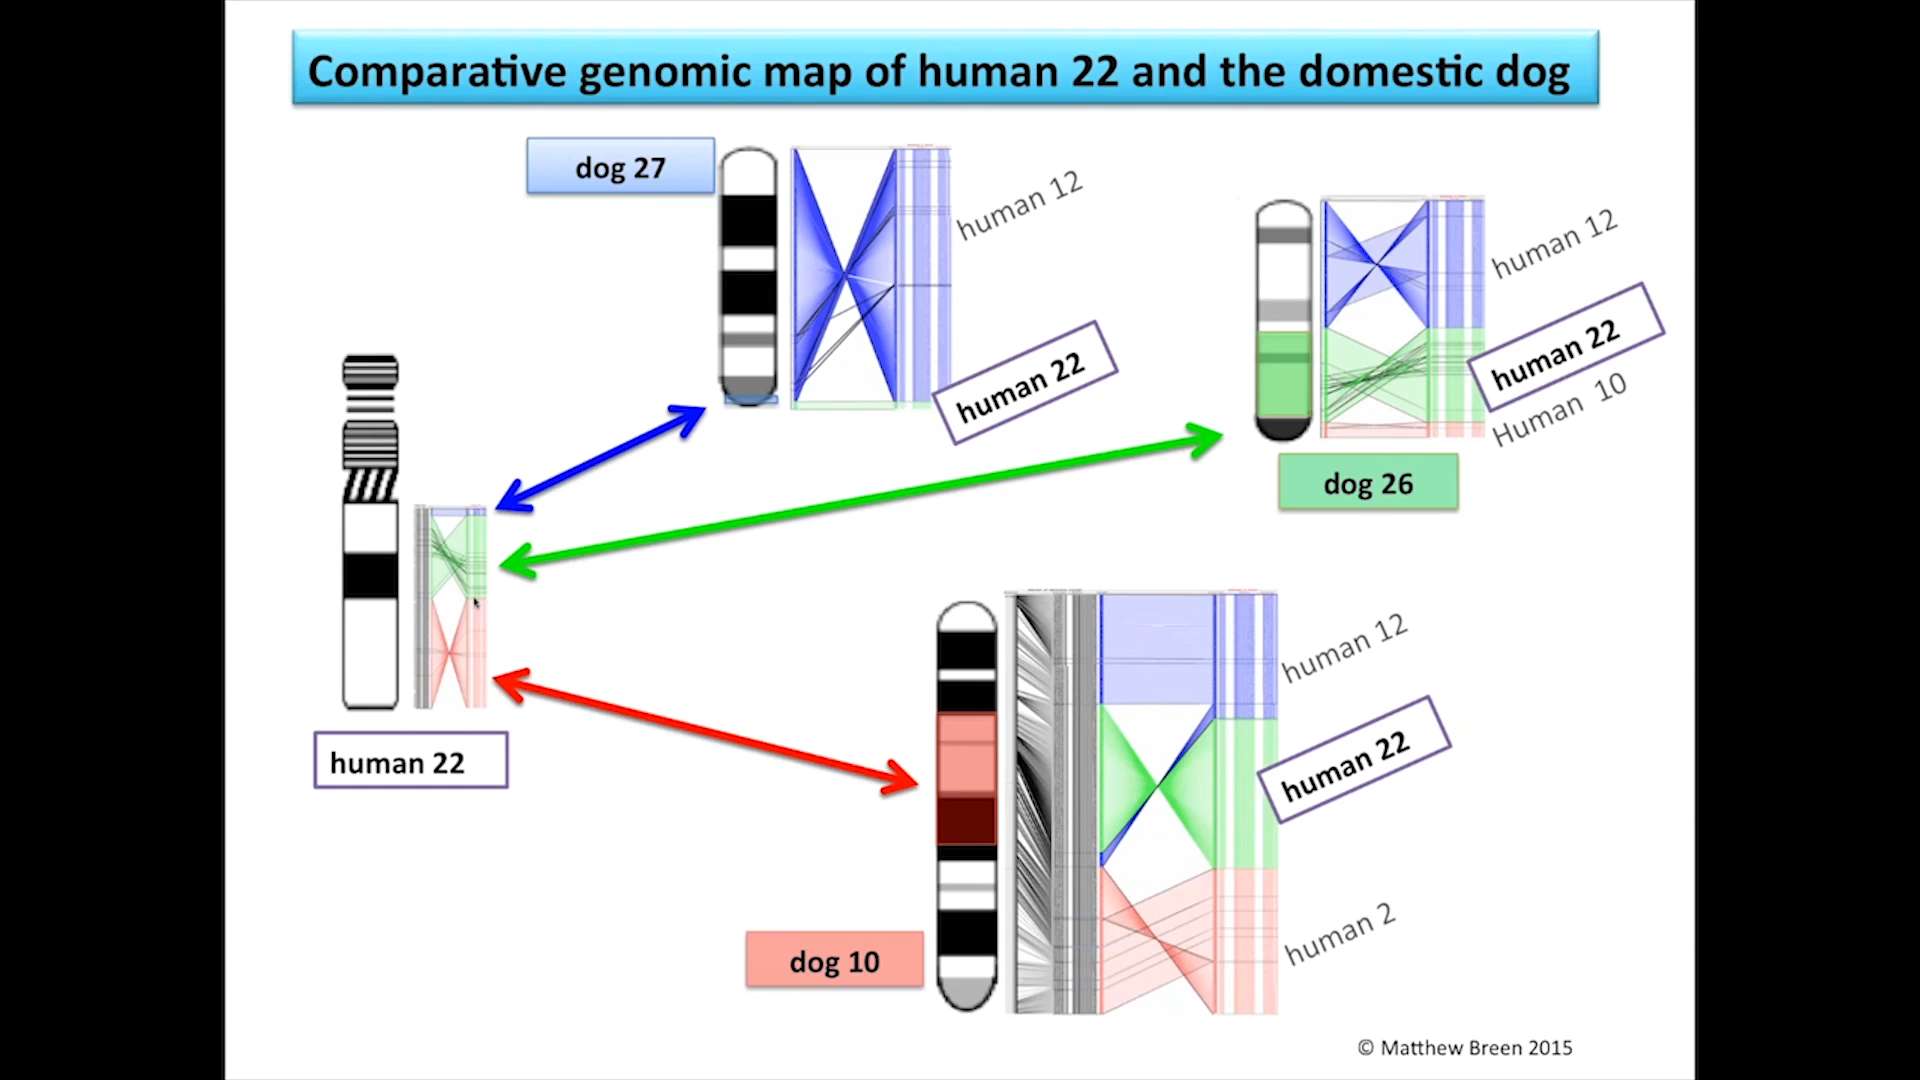 Comparative genomic map of human 22 and the domestic dog
dog 27
human 12
human 22
human 12
human 22
Human 10
dog 26
human 22
human 12
human 22
human 2
dog 10
© Matthew Breen 2015